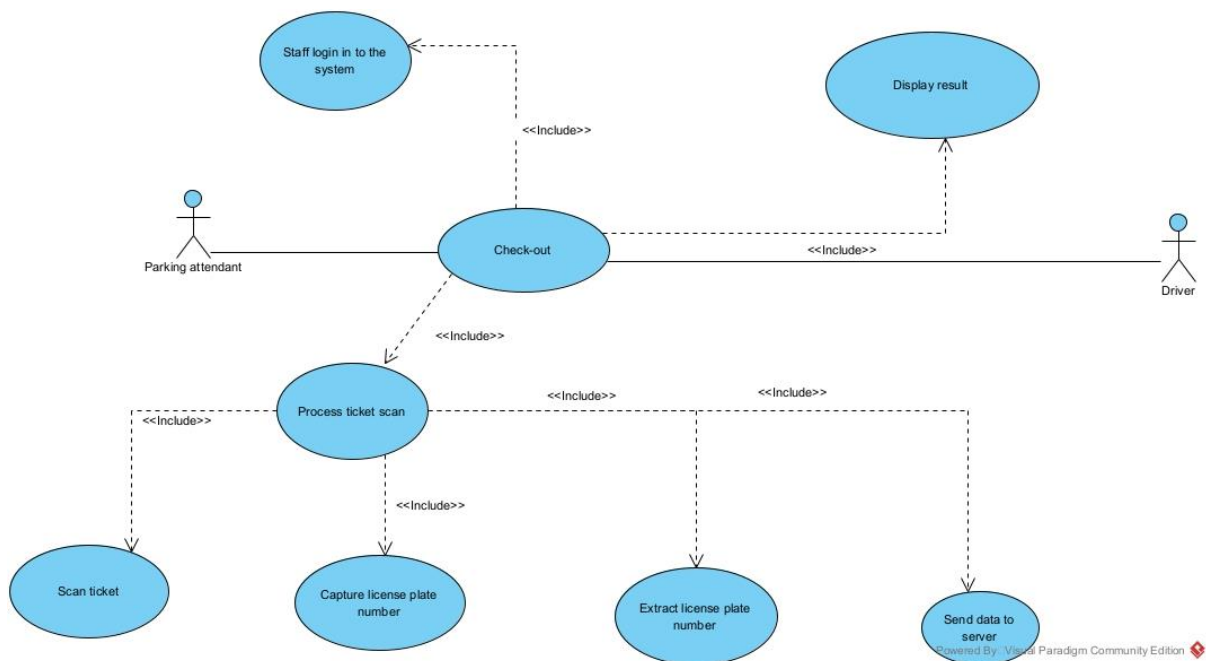 Staff login in to the
system
Display result
<<Include>>
Check-out
<<Include>>
Parking attendant
Driver
<<Include>>
Process ticket scan
<<Include>>
<<Include>>
<<Include>>
<<Include>>
Scan ticket
Capture license plate
number
Extract license plate
number
Send data to
server
Powered By: Visual Paradigm Community Edition